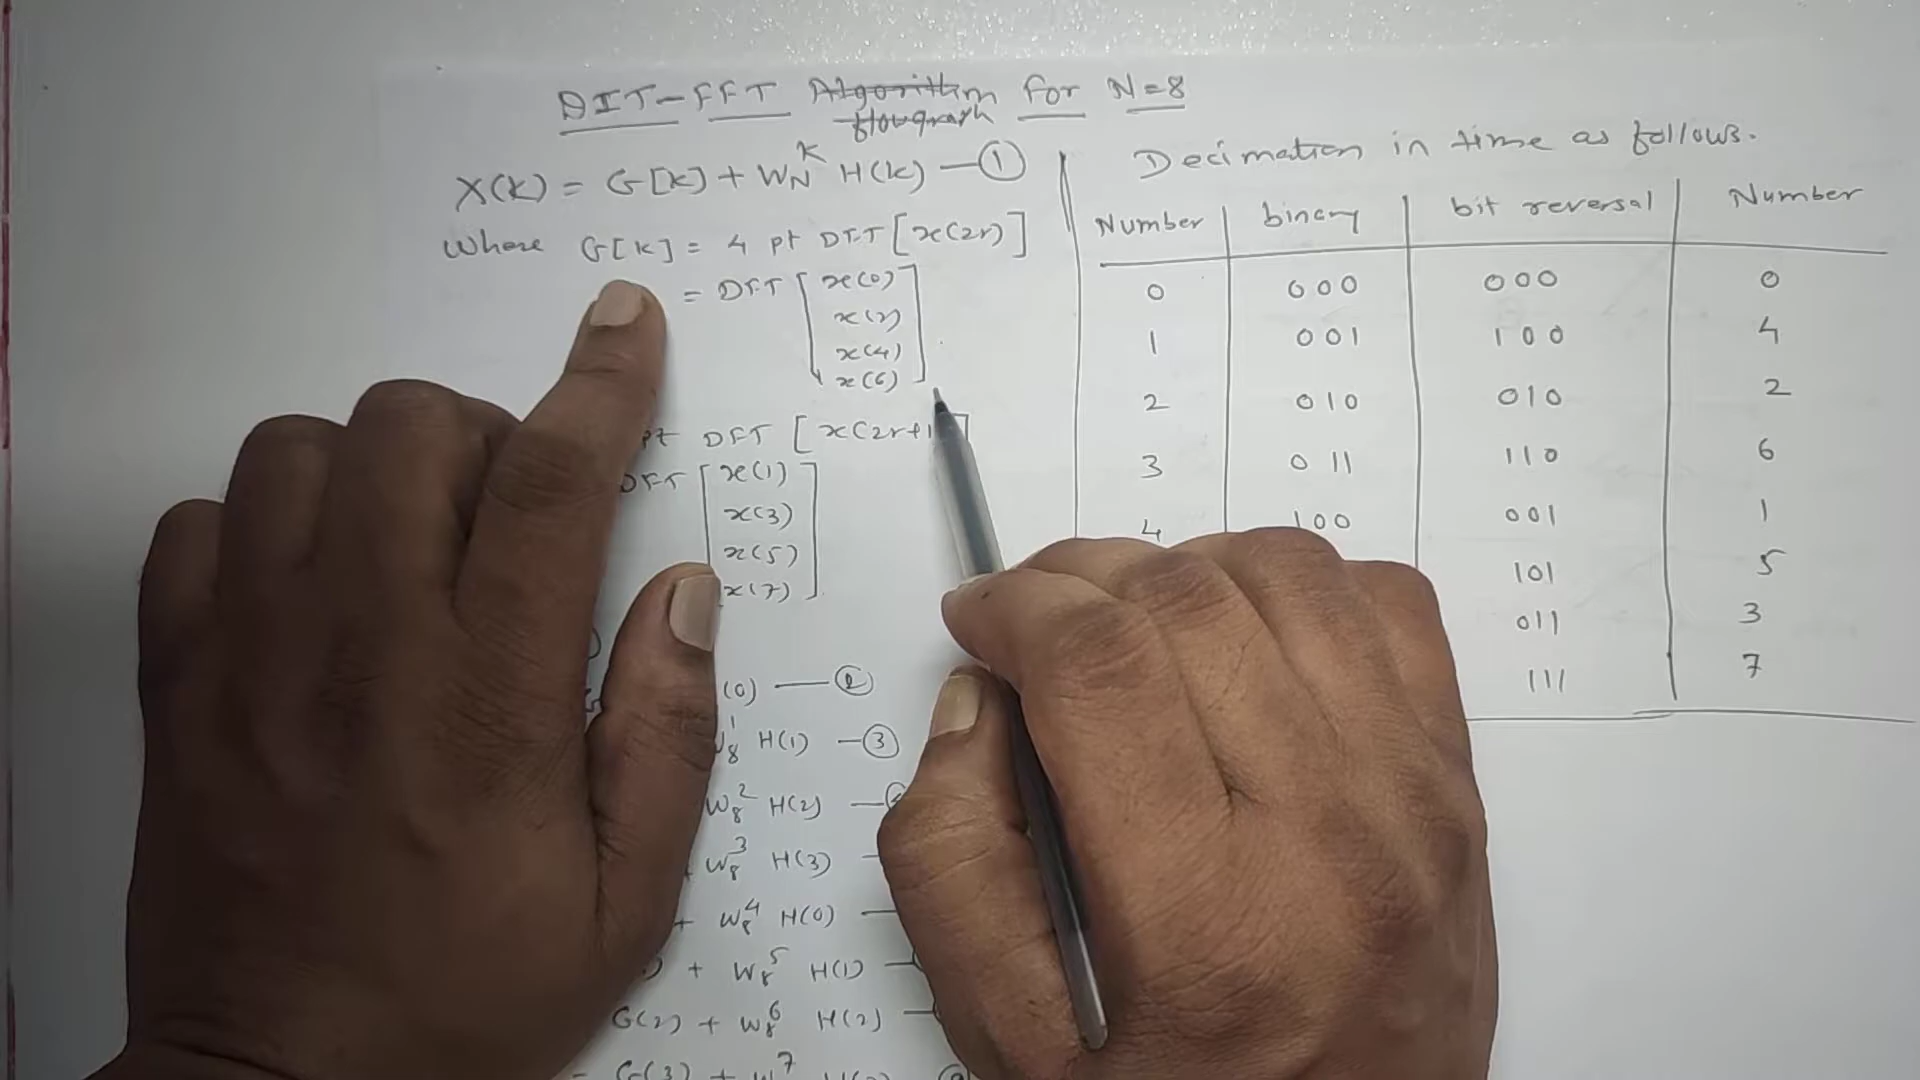 DIT-FFT Algorithm for N=8
flowgraph
X(K) = G[K] + W_N^K H(K) — ①
Where G[K] = 4 pt DFT [x(2r)]
= DFT [x(0)
x(2)
x(4)
x(6)]
pt DFT [x(2r+1 ]
DFT [x(1)
x(3)
x(5)
x(7)]
(0) — ②
W_8^1 H(1) — ③
W_8^2 H(2) —
W_8^3 H(3) —
+ W_8^4 H(0) —
) + W_8^5 H(1) —
G(2) + W_8^6 H(2) —
= G(3) + W^7
Decimation in time as follows.
Number binary bit reversal Number
0 000 000 0
1 001 100 4
2 010 010 2
3 011 110 6
4 100 001 1
101 5
011 3
111 7